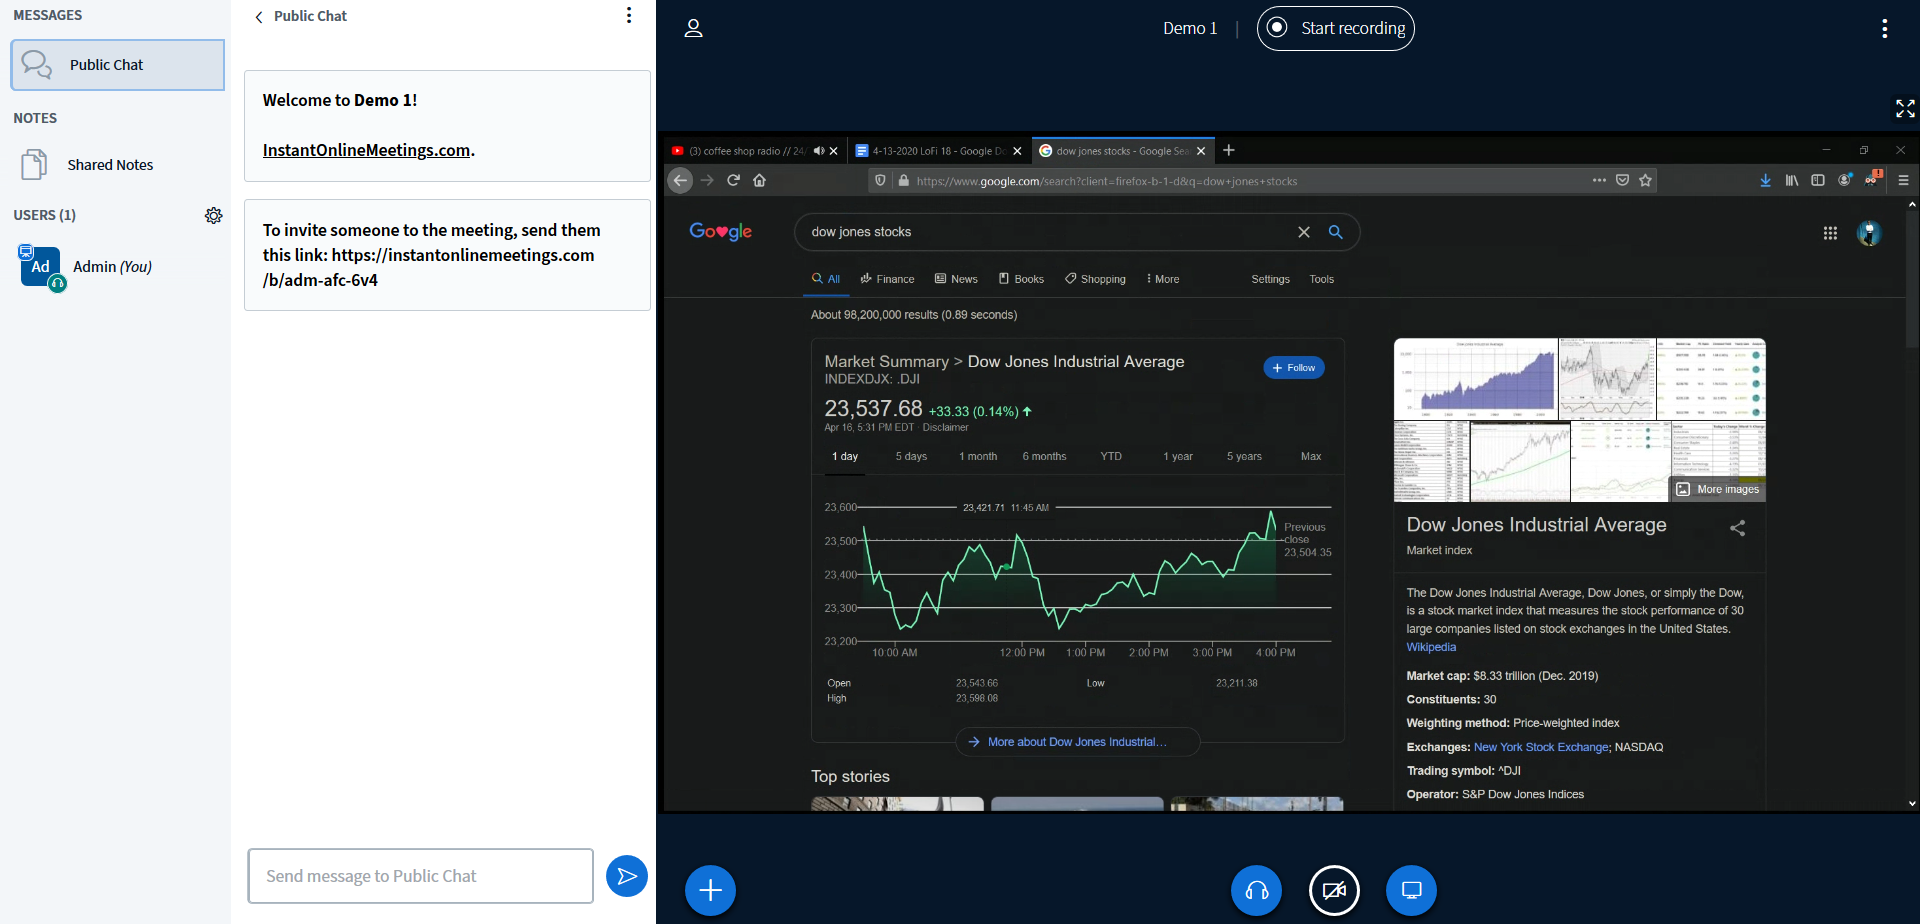 MESSAGES
Public Chat
NOTES
Shared Notes
USERS (1)
Ad
Admin (You)
Public Chat
Welcome to Demo 1!
InstantOnlineMeetings.com.
To invite someone to the meeting, send them
this link: https://instantonlinemeetings.com
/b/adm-afc-6v4
Send message to Public Chat
Demo 1
Start recording
(3) coffee shop radio // 24/
4-13-2020 LoFi 18 - Google Do
dow jones stocks - Google Sea
https://www.google.com/search?client=firefox-b-1-d&q=dow+jones+stocks
Google
dow jones stocks
All
Finance
News
Books
Shopping
More
Settings
Tools
About 98,200,000 results (0.89 seconds)
Market Summary > Dow Jones Industrial Average
INDEXDJX: .DJI
Follow
23,537.68 +33.33 (0.14%)
Apr 16, 5:31 PM EDT · Disclaimer
1 day
5 days
1 month
6 months
YTD
1 year
5 years
Max
23,421.71 11:45 AM
23,600
23,500
23,400
23,300
23,200
Previous
close
23,504.35
10:00 AM
12:00 PM
1:00 PM
2:00 PM
3:00 PM
4:00 PM
Open 23,543.66
Low 23,211.38
High 23,598.08
More about Dow Jones Industrial...
Top stories
More images
Dow Jones Industrial Average
Market index
The Dow Jones Industrial Average, Dow Jones, or simply the Dow,
is a stock market index that measures the stock performance of 30
large companies listed on stock exchanges in the United States.
Wikipedia
Market cap: $8.33 trillion (Dec. 2019)
Constituents: 30
Weighting method: Price-weighted index
Exchanges: New York Stock Exchange; NASDAQ
Trading symbol: ^DJI
Operator: S&P Dow Jones Indices